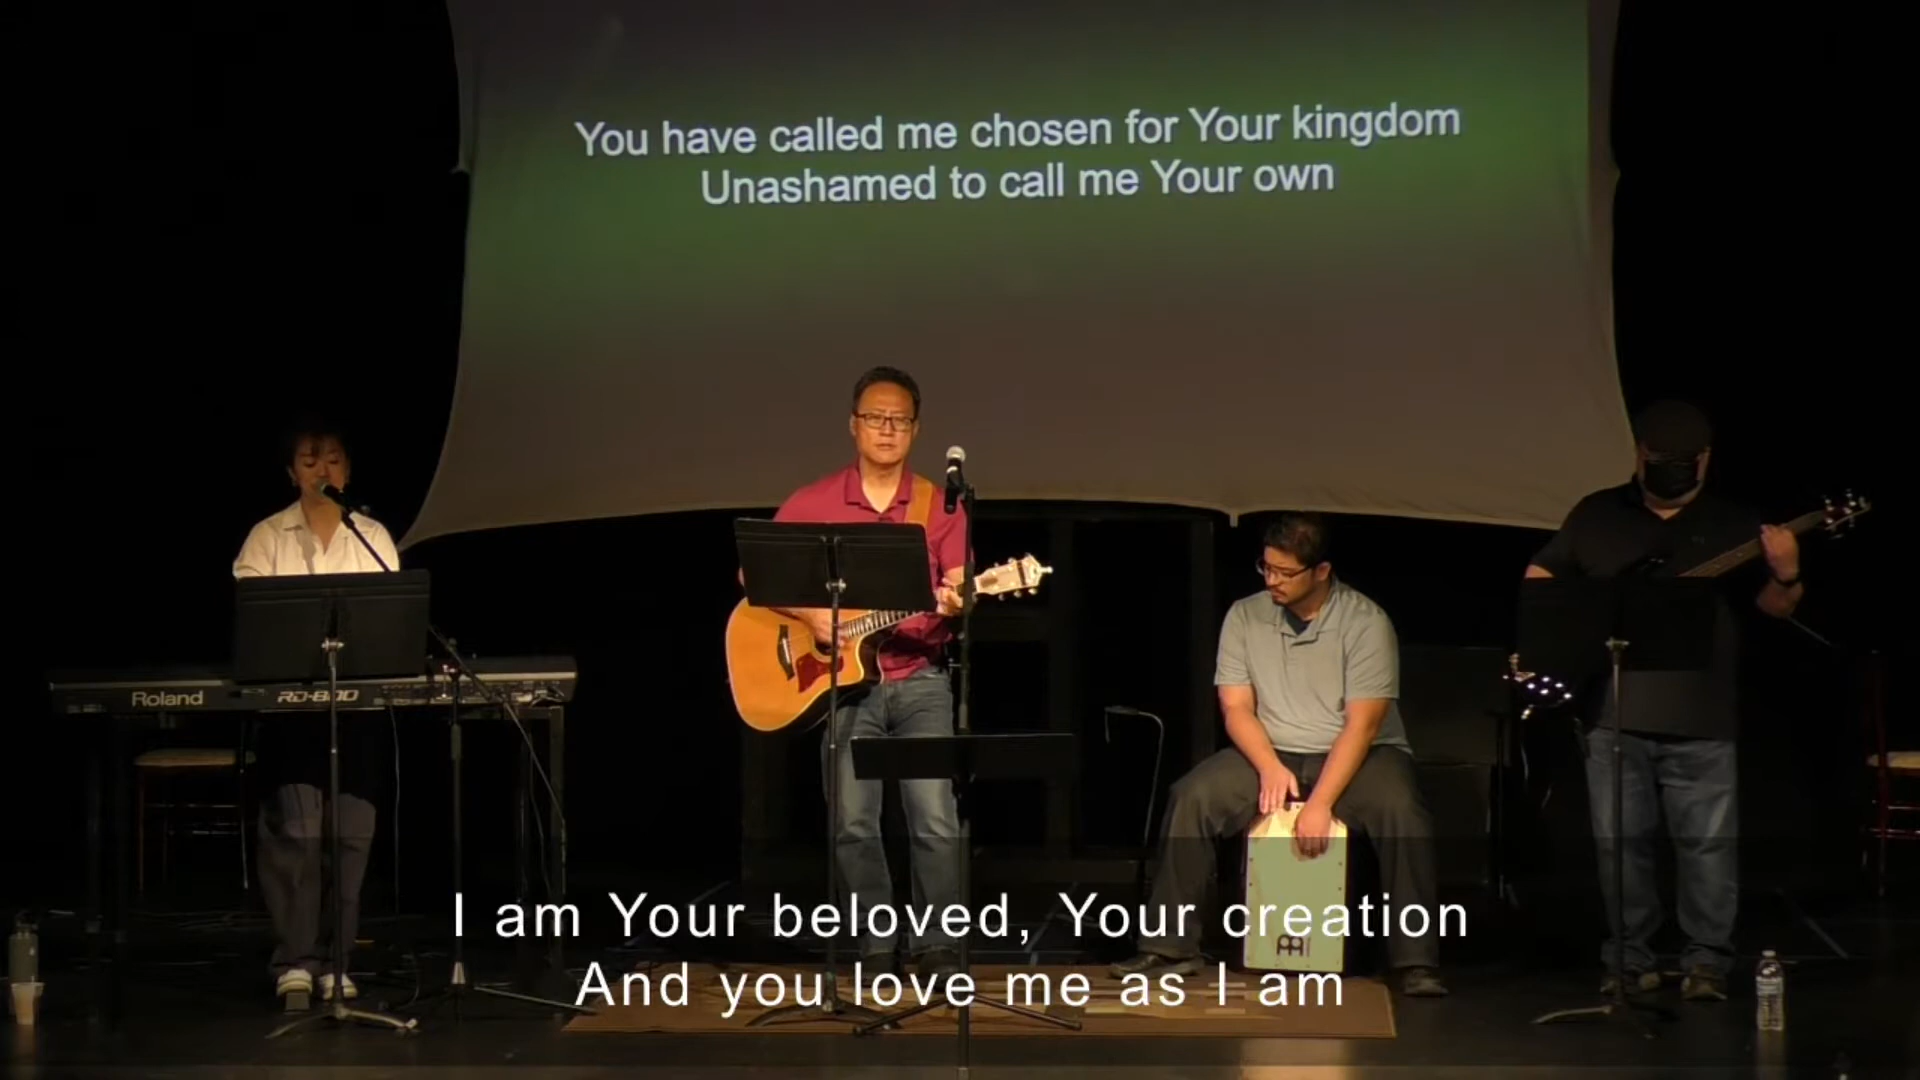 You have called me chosen for Your kingdom
Unashamed to call me Your own
Roland
RD-800
I am Your beloved, Your creation
And you love me as I am